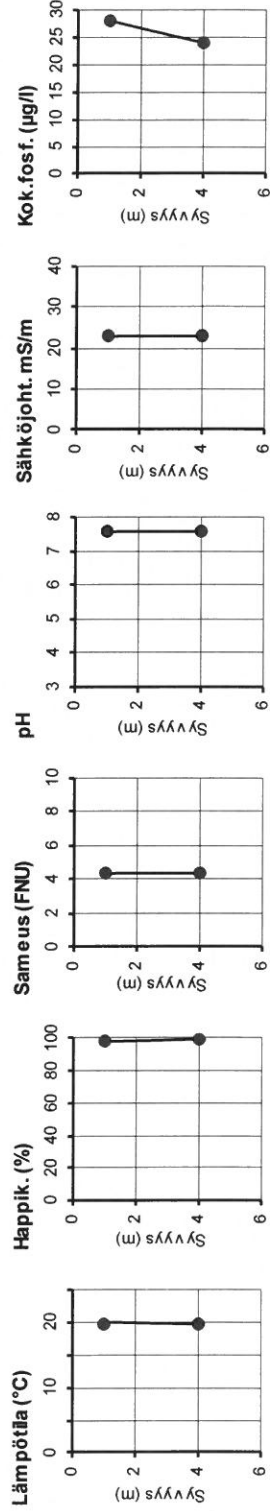 Lämpötila (°C)
0 10 20
0
2
4
6
Syvyys (m)
Happik. (%)
0 20 40 60 80 100
0
2
4
6
Syvyys (m)
Sameus (FNU)
0 2 4 6 8 10
0
2
4
6
Syvyys (m)
pH
3 4 5 6 7 8
0
2
4
6
Syvyys (m)
Sähköjoht. mS/m
0 10 20 30 40
0
2
4
6
Syvyys (m)
Kok.fosf. (µg/l)
0 5 10 15 20 25 30
0
2
4
6
Syvyys (m)